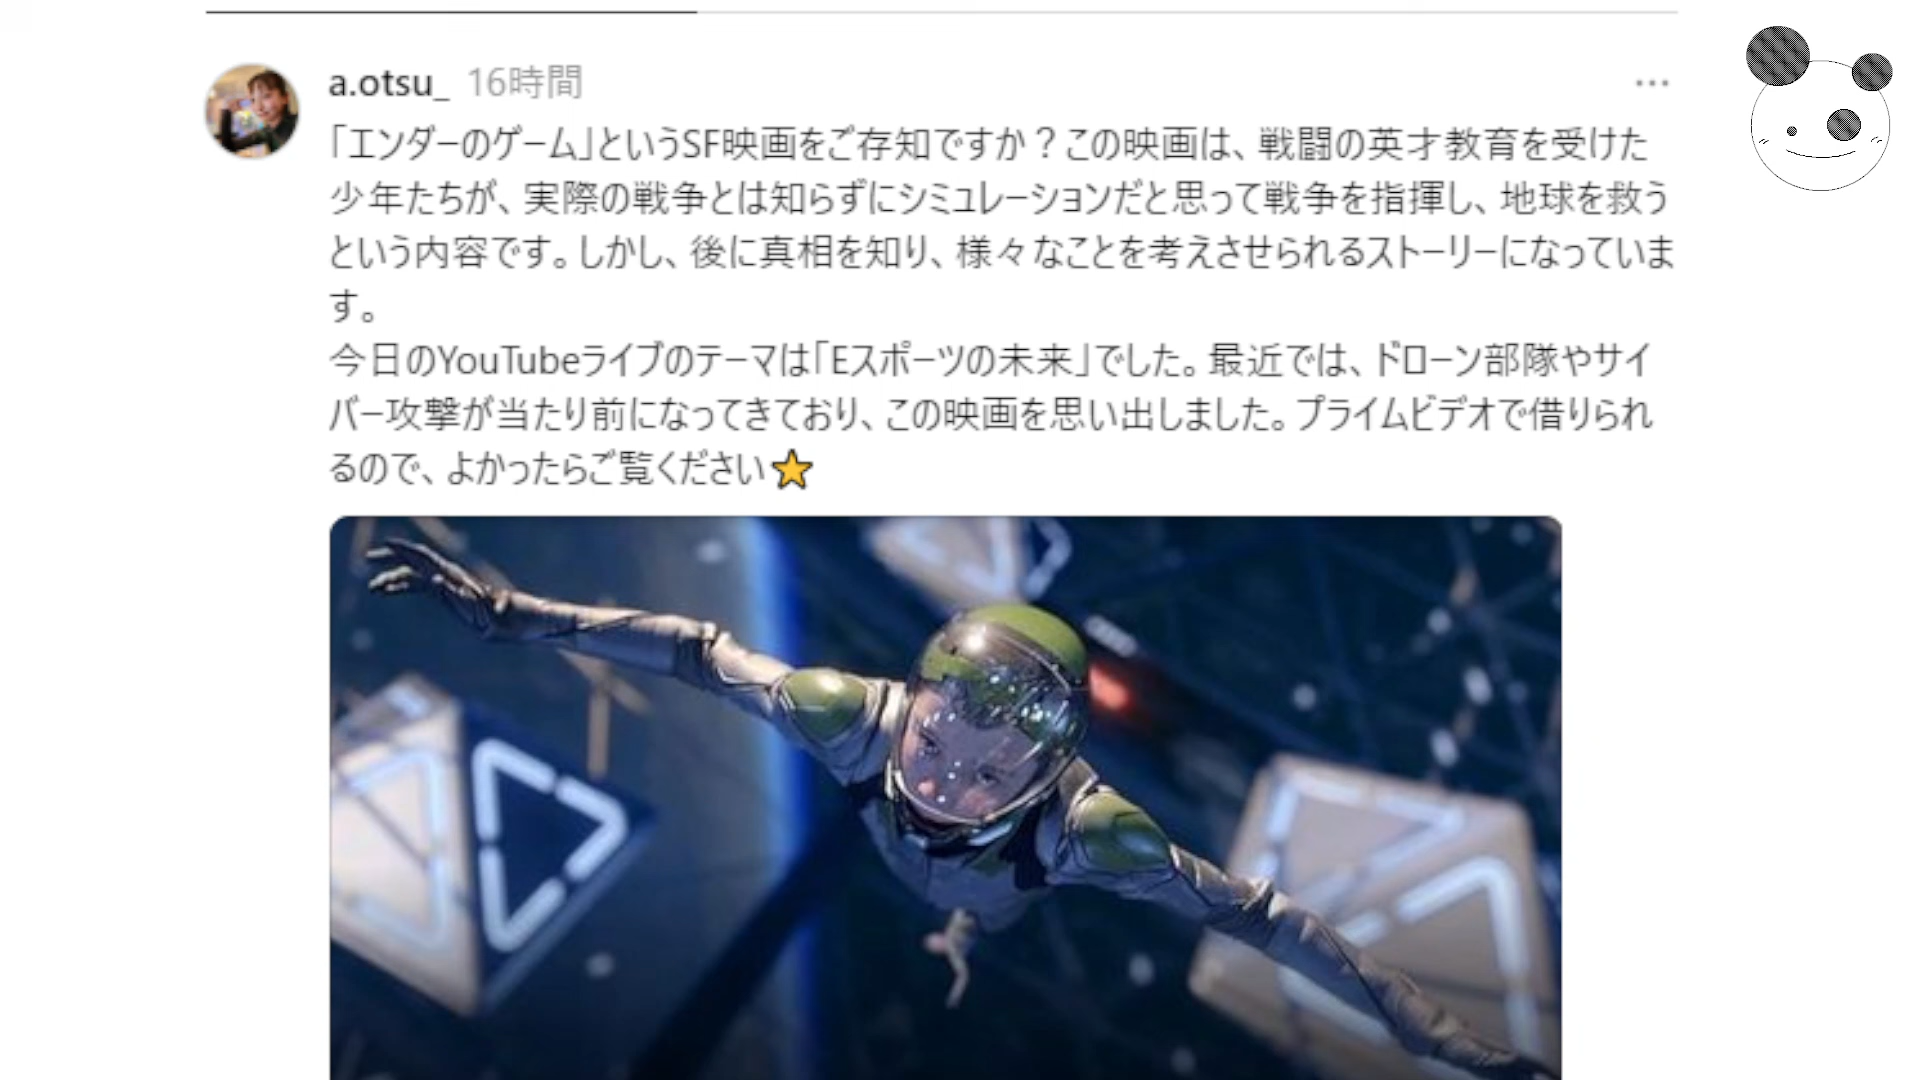 a.otsu_ 16時間
「エンダーのゲーム」というSF映画をご存知ですか？この映画は、戦闘の英才教育を受けた
少年たちが、実際の戦争とは知らずにシミュレーションだと思って戦争を指揮し、地球を救う
という内容です。しかし、後に真相を知り、様々なことを考えさせられるストーリーになっていま
す。
今日のYouTubeライブのテーマは「Eスポーツの未来」でした。最近では、ドローン部隊やサイ
バー攻撃が当たり前になってきており、この映画を思い出しました。プライムビデオで借りられ
るので、よかったらご覧ください⭐